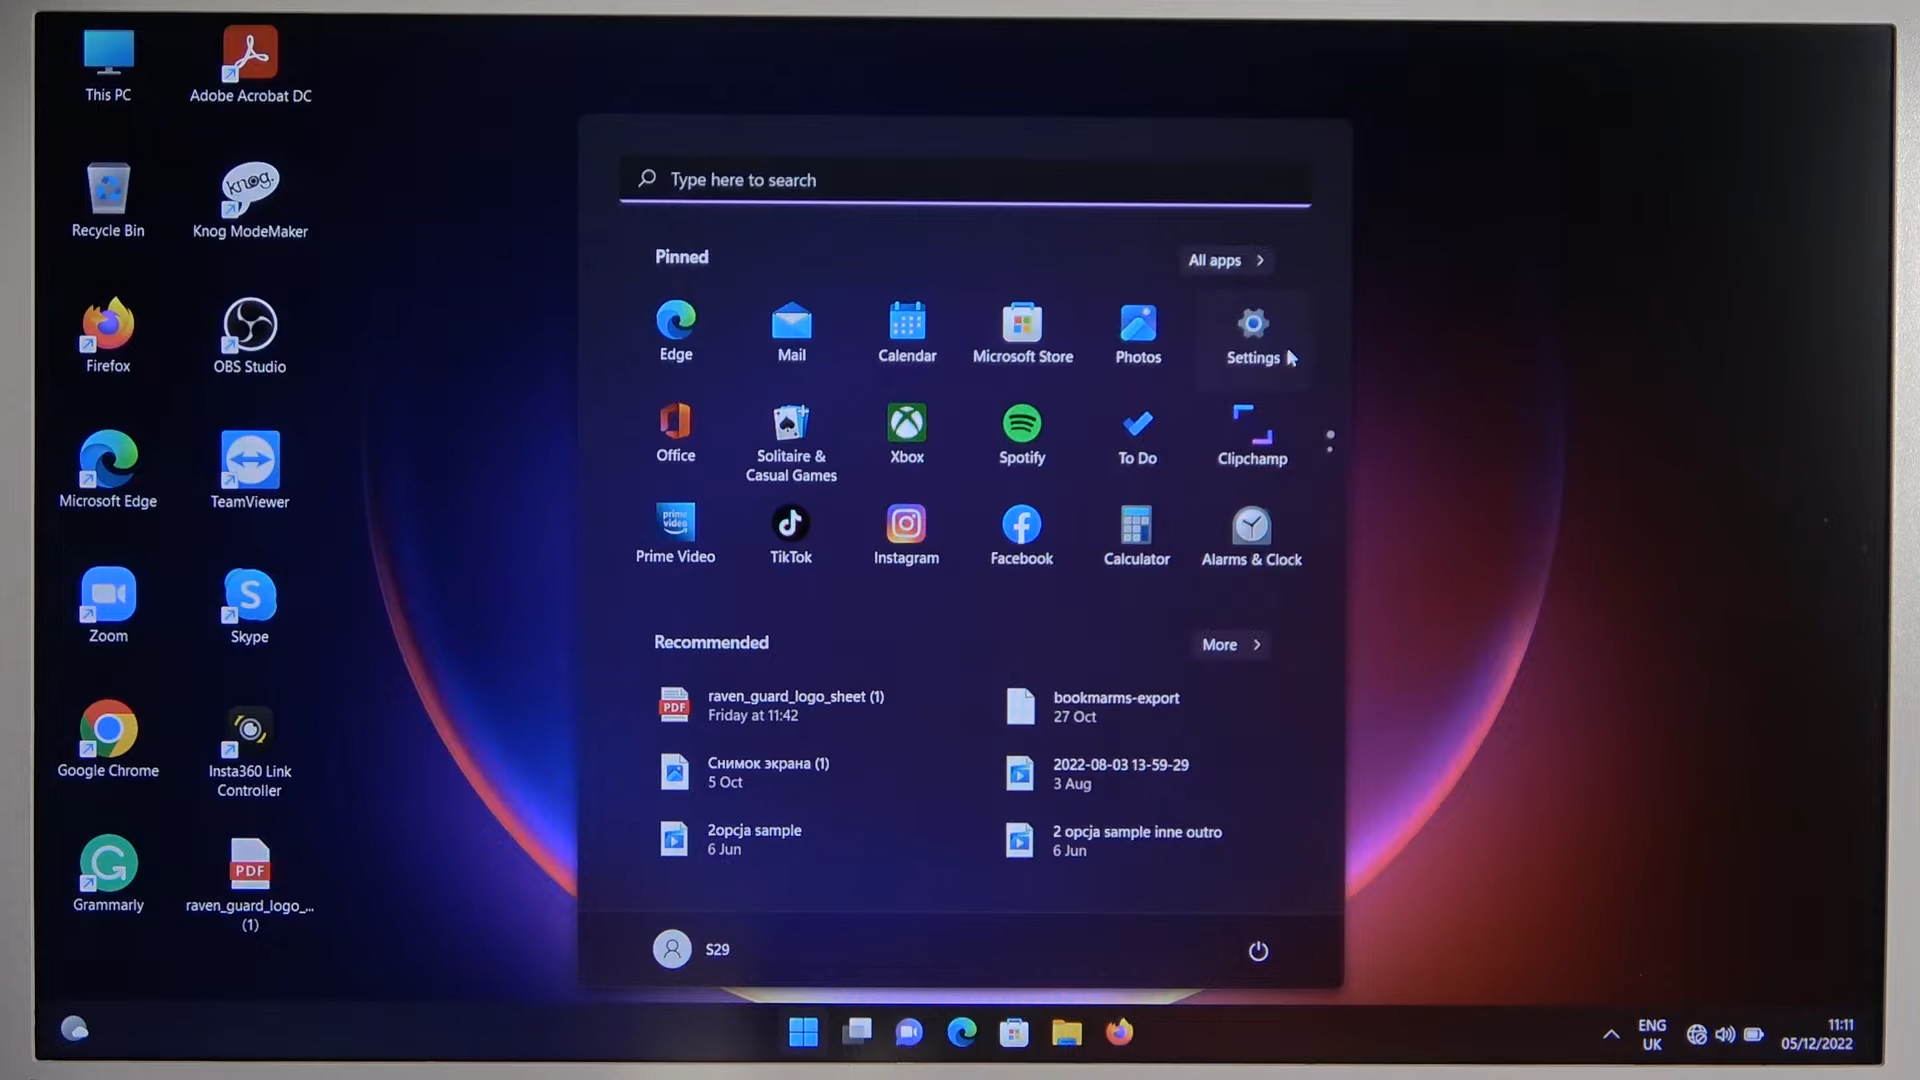 This PC
Adobe Acrobat DC
Recycle Bin
knog.
Knog ModeMaker
Firefox
OBS Studio
Microsoft Edge
TeamViewer
Zoom
S
Skype
Google Chrome
Insta360 Link
Controller
G
Grammarly
PDF
raven_guard_logo_...
(1)
Type here to search
Pinned
All apps
Edge
Mail
Calendar
Microsoft Store
Photos
Settings
Office
Solitaire &
Casual Games
Xbox
Spotify
To Do
Clipchamp
prime
video
Prime Video
TikTok
Instagram
Facebook
Calculator
Alarms & Clock
Recommended
More
PDF
raven_guard_logo_sheet (1)
Friday at 11:42
bookmarms-export
27 Oct
Снимок экрана (1)
5 Oct
2022-08-03 13-59-29
3 Aug
2opcja sample
6 Jun
2 opcja sample inne outro
6 Jun
S29
ENG
UK
11:11
05/12/2022